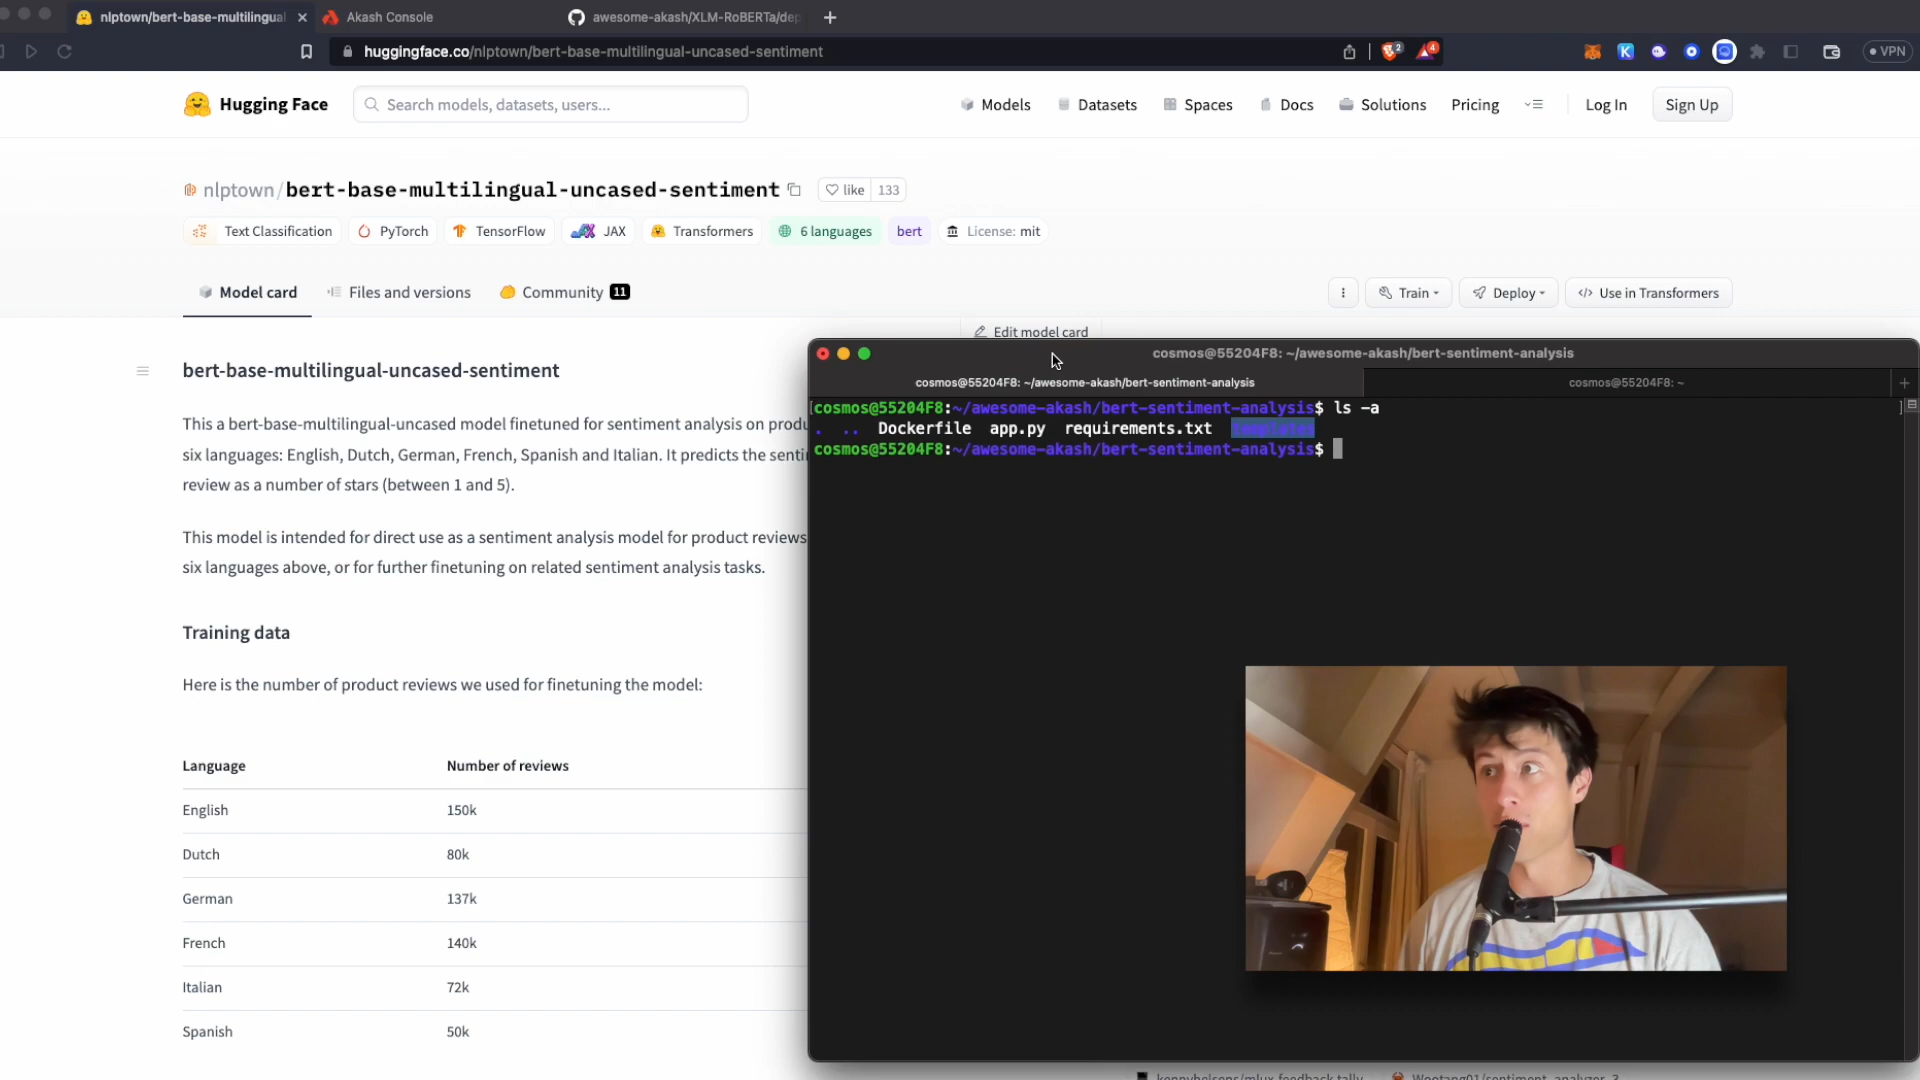 nlptown/bert-base-multilingual
Akash Console
awesome-akash/XLM-RoBERTa/dep
huggingface.co/nlptown/bert-base-multilingual-uncased-sentiment
2
4
VPN
Hugging Face
Search models, datasets, users...
Models
Datasets
Spaces
Docs
Solutions
Pricing
Log In
Sign Up
nlptown/bert-base-multilingual-uncased-sentiment
like 133
Text Classification
PyTorch
TensorFlow
JAX
Transformers
6 languages
bert
License: mit
Model card
Files and versions
Community 11
Train
Deploy
</> Use in Transformers
Edit model card
bert-base-multilingual-uncased-sentiment
This a bert-base-multilingual-uncased model finetuned for sentiment analysis on produ
six languages: English, Dutch, German, French, Spanish and Italian. It predicts the senti
review as a number of stars (between 1 and 5).
This model is intended for direct use as a sentiment analysis model for product reviews
six languages above, or for further finetuning on related sentiment analysis tasks.
Training data
Here is the number of product reviews we used for finetuning the model:
Language Number of reviews
English 150k
Dutch 80k
German 137k
French 140k
Italian 72k
Spanish 50k
cosmos@55204F8: ~/awesome-akash/bert-sentiment-analysis
cosmos@55204F8: ~/awesome-akash/bert-sentiment-analysis
cosmos@55204F8: ~
[cosmos@55204F8:~/awesome-akash/bert-sentiment-analysis$ ls -a ]
. .. Dockerfile app.py requirements.txt templates
cosmos@55204F8:~/awesome-akash/bert-sentiment-analysis$